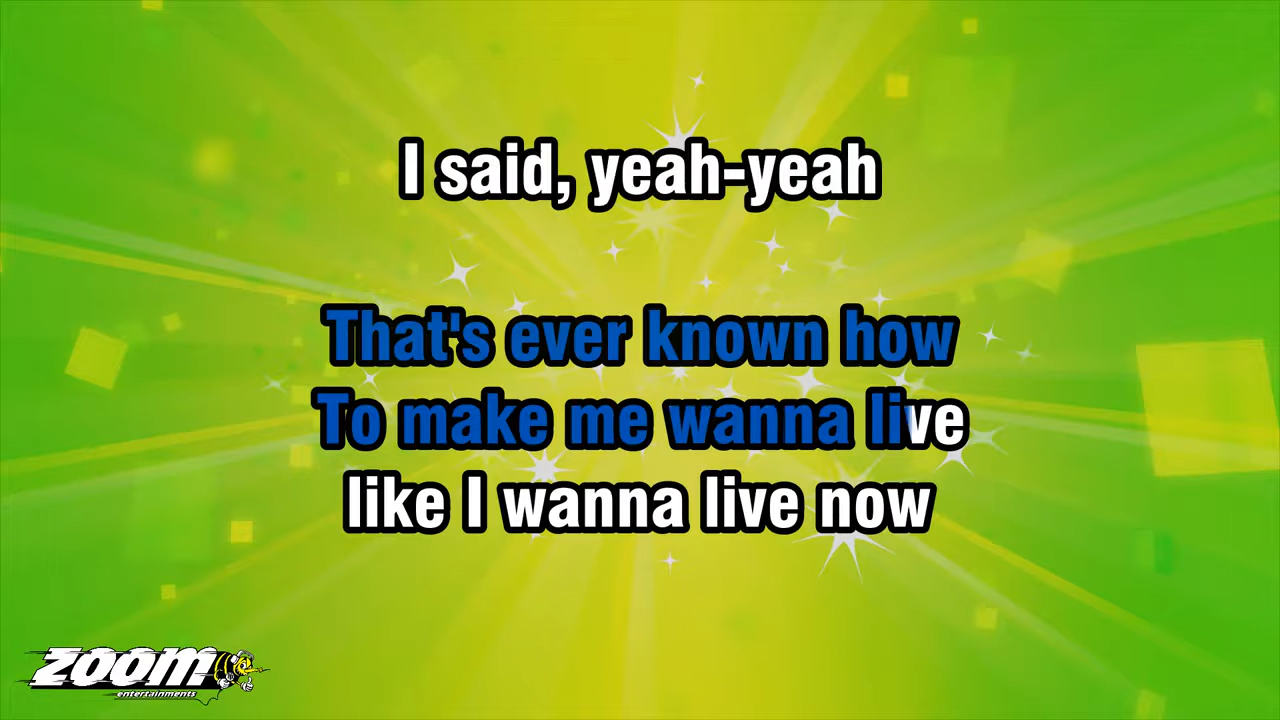 I said, yeah-yeah
That's ever known how
To make me wanna live
like I wanna live now
zoom
entertainments